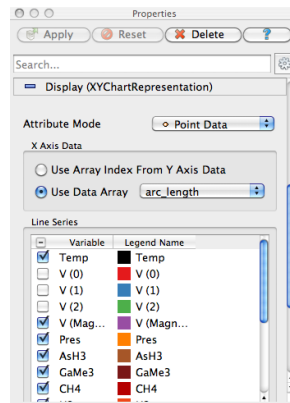 Properties
Apply Reset Delete ?
Search...
Display (XYChartRepresentation)
Attribute Mode Point Data
X Axis Data
Use Array Index From Y Axis Data
Use Data Array arc_length
Line Series
Variable Legend Name
Temp Temp
V (0) V (0)
V (1) V (1)
V (2) V (2)
V (Mag... V (Magn...
Pres Pres
AsH3 AsH3
GaMe3 GaMe3
CH4 CH4